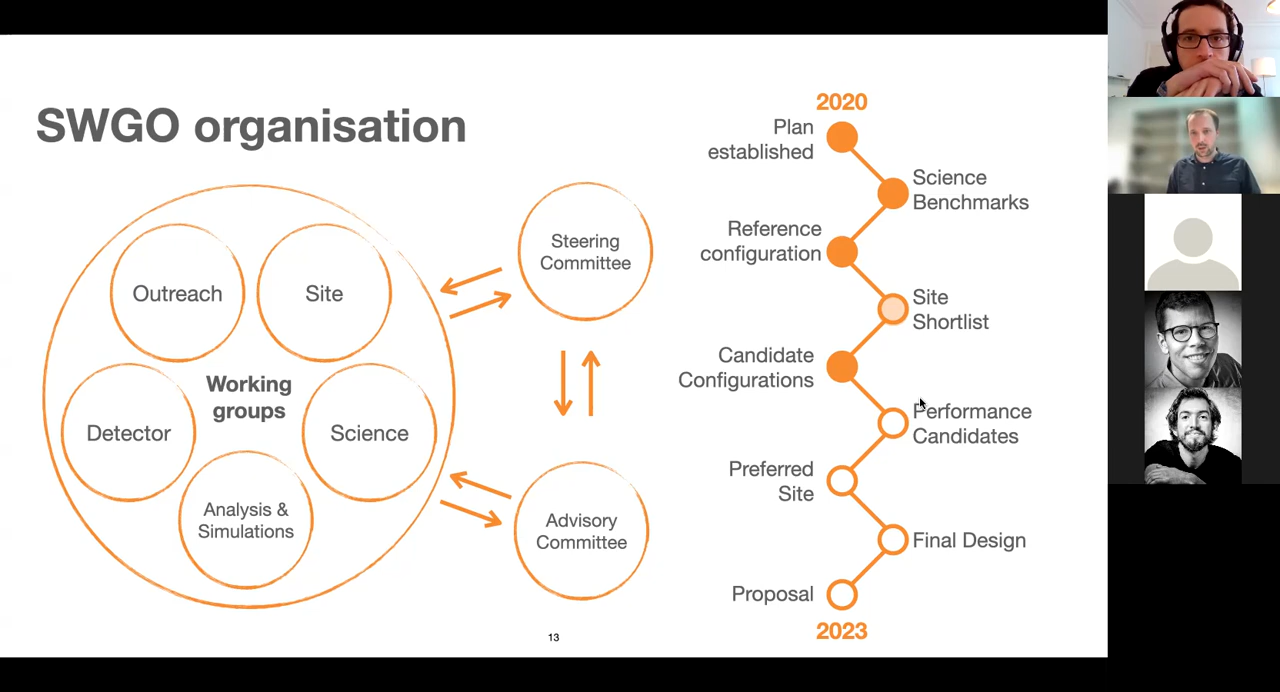 SWGO organisation
Outreach
Site
Working
groups
Detector
Science
Analysis &
Simulations
Steering
Committee
Advisory
Committee
2020
Plan
established
Science
Benchmarks
Reference
configuration
Site
Shortlist
Candidate
Configurations
Performance
Candidates
Preferred
Site
Final Design
Proposal
2023
13